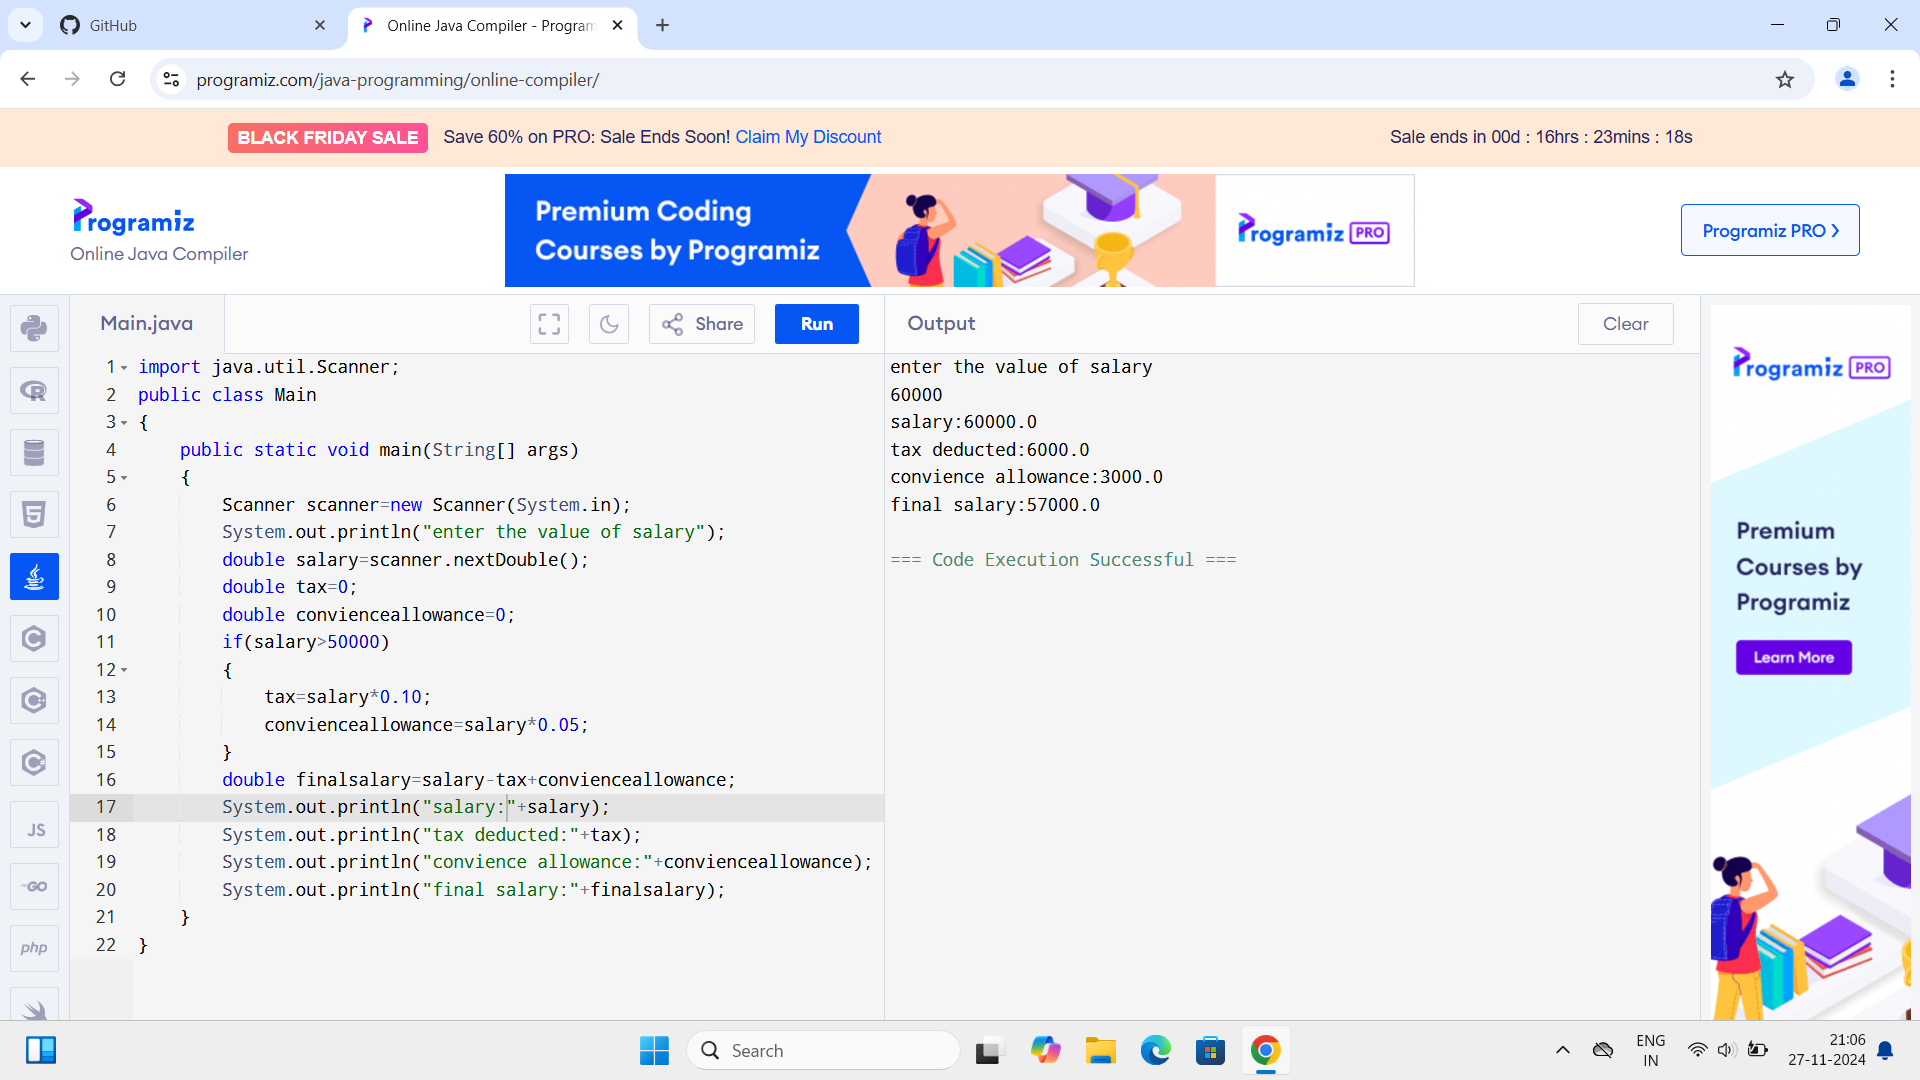 GitHub
Online Java Compiler - Program
programiz.com/java-programming/online-compiler/
BLACK FRIDAY SALE Save 60% on PRO: Sale Ends Soon! Claim My Discount Sale ends in 00d : 16hrs : 23mins : 18s
Programiz
Online Java Compiler
Premium Coding
Courses by Programiz
Programiz PRO
Programiz PRO ›
Main.java
Share
Run
Output
Clear
1 import java.util.Scanner;
2 public class Main
3 {
4 public static void main(String[] args)
5 {
6 Scanner scanner=new Scanner(System.in);
7 System.out.println("enter the value of salary");
8 double salary=scanner.nextDouble();
9 double tax=0;
10 double convienceallowance=0;
11 if(salary>50000)
12 {
13 tax=salary*0.10;
14 convienceallowance=salary*0.05;
15 }
16 double finalsalary=salary-tax+convienceallowance;
17 System.out.println("salary:"+salary);
18 System.out.println("tax deducted:"+tax);
19 System.out.println("convience allowance:"+convienceallowance);
20 System.out.println("final salary:"+finalsalary);
21 }
22 }
enter the value of salary
60000
salary:60000.0
tax deducted:6000.0
convience allowance:3000.0
final salary:57000.0
=== Code Execution Successful ===
Programiz PRO
Premium
Courses by
Programiz
Learn More
R
5
C
C
C
JS
GO
php
Search
ENG
IN
21:06
27-11-2024